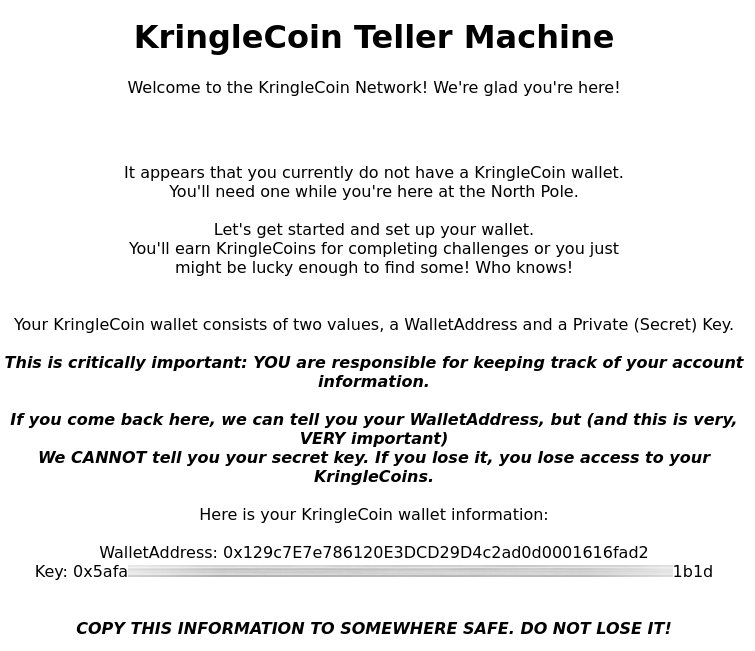 KringleCoin Teller Machine
Welcome to the KringleCoin Network! We're glad you're here!
It appears that you currently do not have a KringleCoin wallet.
You'll need one while you're here at the North Pole.
Let's get started and set up your wallet.
You'll earn KringleCoins for completing challenges or you just
might be lucky enough to find some! Who knows!
Your KringleCoin wallet consists of two values, a WalletAddress and a Private (Secret) Key.
This is critically important: YOU are responsible for keeping track of your account
information.
If you come back here, we can tell you your WalletAddress, but (and this is very,
VERY important)
We CANNOT tell you your secret key. If you lose it, you lose access to your
KringleCoins.
Here is your KringleCoin wallet information:
WalletAddress: 0x129c7E7e786120E3DCD29D4c2ad0d0001616fad2
Key: 0x5afa 1b1d
COPY THIS INFORMATION TO SOMEWHERE SAFE. DO NOT LOSE IT!